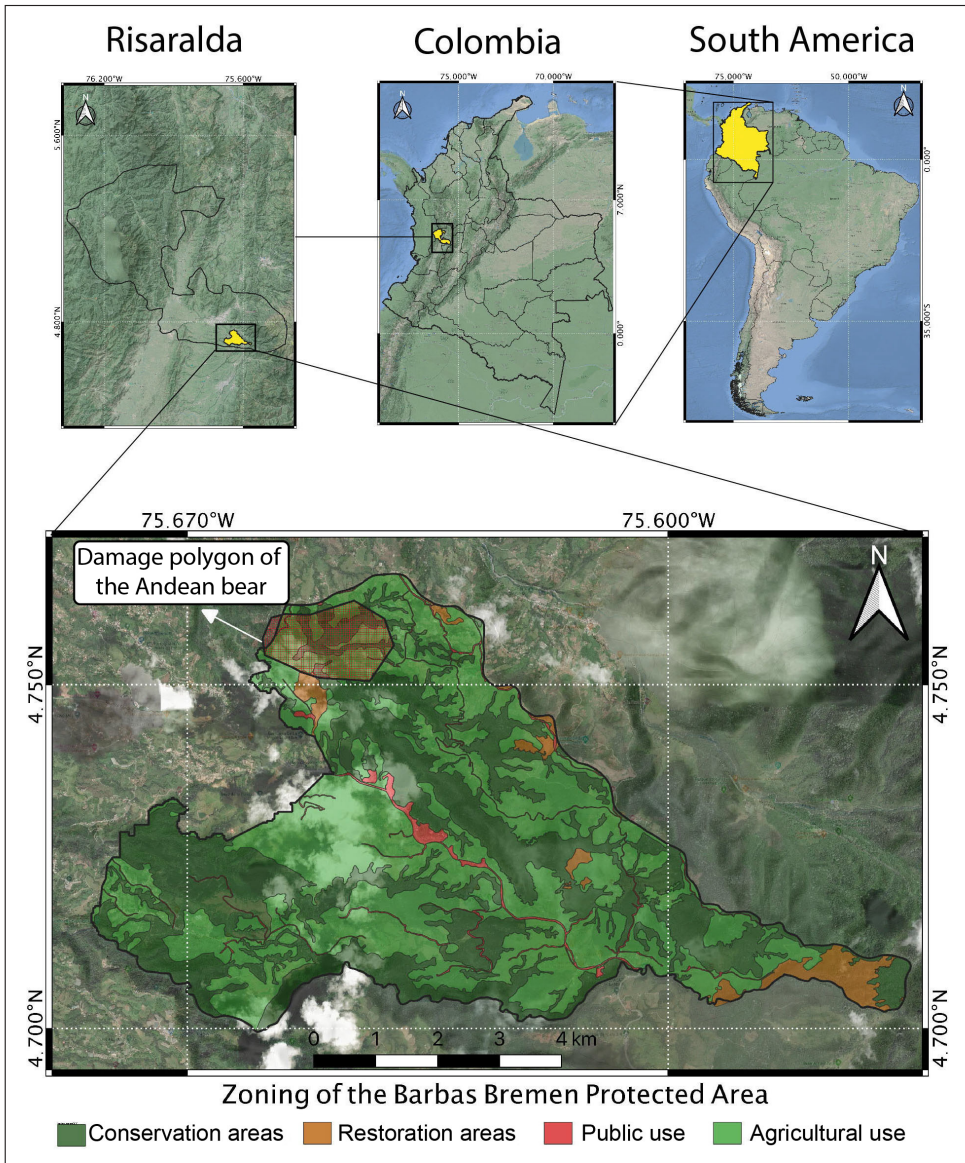 Risaralda
Colombia
South America
76.200°W
75.600°W
75.000°W
70.000°W
75.000°W
50.000°W
N
N
N
5.600°N
4.800°N
7.000°N
0.000°
0.000°
35.000°S
75.670°W
75.600°W
Damage polygon of
the Andean bear
N
4.750°N
4.750°N
4.700°N
4.700°N
0
1
2
3
4 km
Zoning of the Barbas Bremen Protected Area
Conservation areas
Restoration areas
Public use
Agricultural use